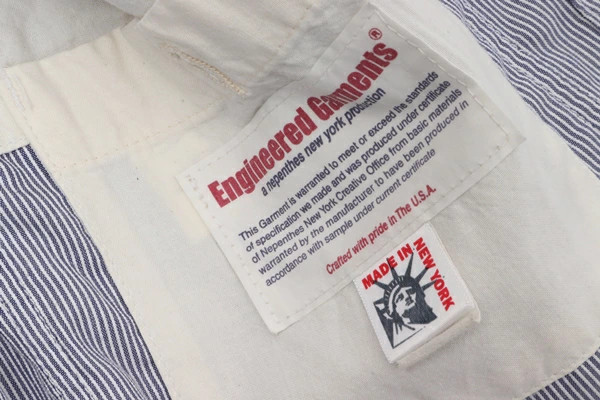 Engineered Garments®
a nepenthes new york production
This Garment is warranted to meet or exceed the standards
of specification we made and was produced under certificate
of Nepenthes New York Creative Office from basic materials
warranted by the manufacturer to have been produced in
accordance with sample under current certificate
Crafted with pride in The U.S.A.
MADE IN
NEW YORK